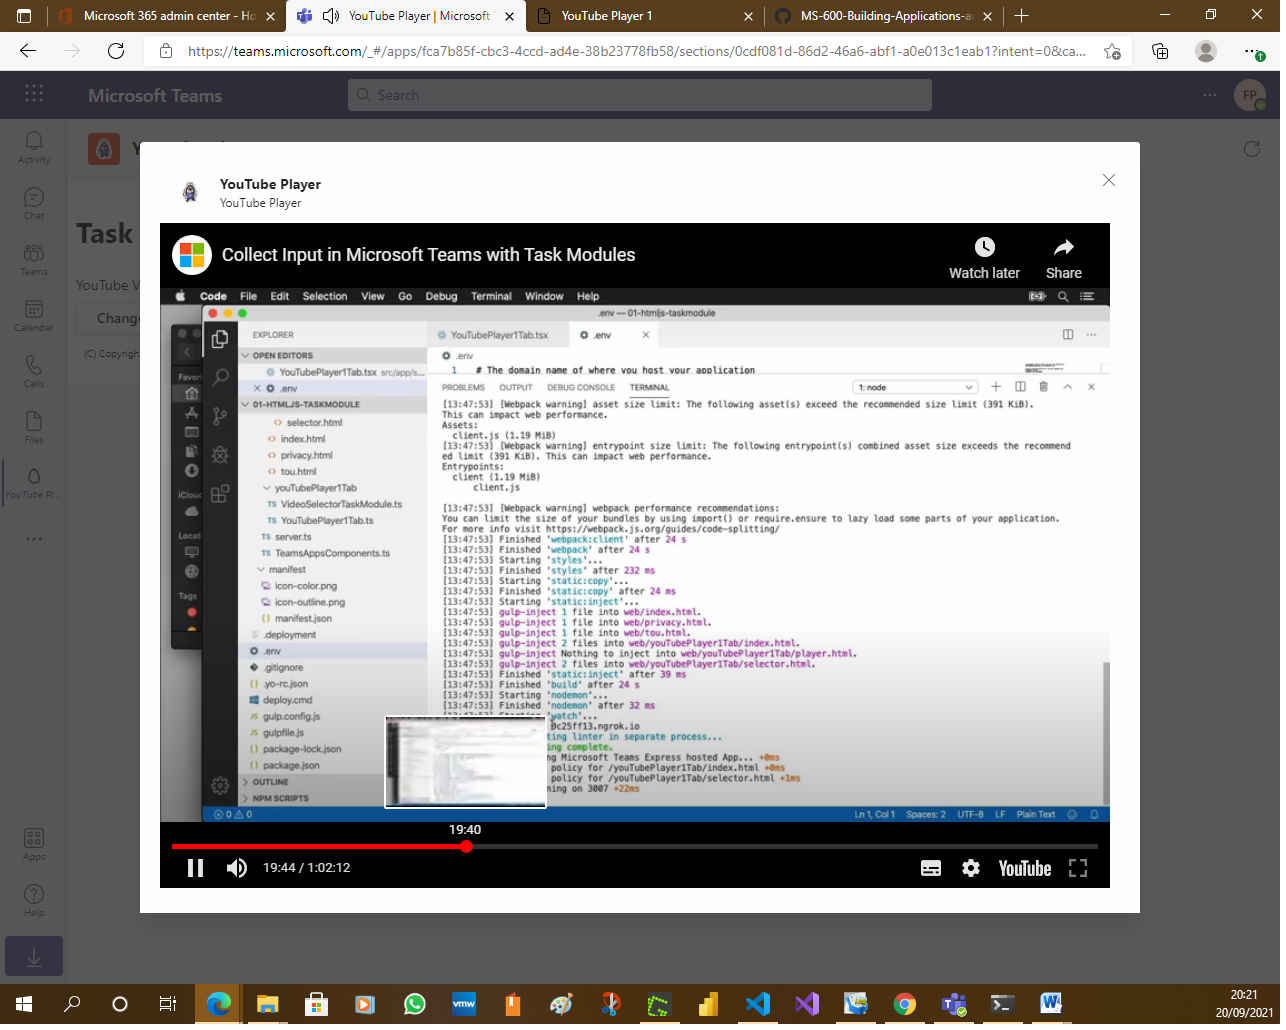 Microsoft 365 admin center - Ho
YouTube Player | Microsoft T
YouTube Player 1
MS-600-Building-Applications-an
https://teams.microsoft.com/_#/apps/fca7b85f-cbc3-4ccd-ad4e-38b23778fb58/sections/0cdf081d-86d2-46a6-abf1-a0e013c1eab1?intent=0&ca...
Microsoft Teams
Search
FP
Activity
Chat
Teams
Calendar
Calls
Files
YouTube Pl...
Apps
Help
Task
YouTube V
Change
(C) Copyright
YouTube Player
YouTube Player
Collect Input in Microsoft Teams with Task Modules
Watch later
Share
Code File Edit Selection View Go Debug Terminal Window Help
.env — 01-htmljs-taskmodule
Favor
iCloud
Locat
Tags
EXPLORER
OPEN EDITORS
YouTubePlayer1Tab.tsx src/app/s...
.env
01-HTMLJS-TASKMODULE
selector.html
index.html
privacy.html
tou.html
youTubePlayer1Tab
TS VideoSelectorTaskModule.ts
TS YouTubePlayer1Tab.ts
TS server.ts
TS TeamsAppsComponents.ts
manifest
icon-color.png
icon-outline.png
{} manifest.json
.deployment
.env
.gitignore
{} .yo-rc.json
deploy.cmd
JS gulp.config.js
JS gulpfile.js
{} package-lock.json
{} package.json
OUTLINE
NPM SCRIPTS
YouTubePlayer1Tab.tsx
.env
.env
1 # The domain name of where you host your application
PROBLEMS OUTPUT DEBUG CONSOLE TERMINAL
1: node
[13:47:53] [Webpack warning] asset size limit: The following asset(s) exceed the recommended size limit (391 KiB).
This can impact web performance.
Assets:
client.js (1.19 MiB)
[13:47:53] [Webpack warning] entrypoint size limit: The following entrypoint(s) combined asset size exceeds the recommend
ed limit (391 KiB). This can impact web performance.
Entrypoints:
client (1.19 MiB)
client.js
[13:47:53] [Webpack warning] webpack performance recommendations:
You can limit the size of your bundles by using import() or require.ensure to lazy load some parts of your application.
For more info visit https://webpack.js.org/guides/code-splitting/
[13:47:53] Finished 'webpack:client' after 24 s
[13:47:53] Finished 'webpack' after 24 s
[13:47:53] Starting 'styles'...
[13:47:53] Finished 'styles' after 232 ms
[13:47:53] Starting 'static:copy'...
[13:47:53] Finished 'static:copy' after 24 ms
[13:47:53] Starting 'static:inject'...
[13:47:53] gulp-inject 1 file into web/index.html.
[13:47:53] gulp-inject 1 file into web/privacy.html.
[13:47:53] gulp-inject 1 file into web/tou.html.
[13:47:53] gulp-inject 2 files into web/youTubePlayer1Tab/index.html.
[13:47:53] gulp-inject Nothing to inject into web/youTubePlayer1Tab/player.html.
[13:47:53] gulp-inject 2 files into web/youTubePlayer1Tab/selector.html.
[13:47:53] Finished 'static:inject' after 39 ms
[13:47:53] Finished 'build' after 24 s
[13:47:53] Starting 'nodemon'...
[13:47:53] Finished 'nodemon' after 32 ms
[13:47:53] Starting 'watch'...
0c25ff13.ngrok.io
ting linter in separate process...
ing complete.
ng Microsoft Teams Express hosted App... +0ms
policy for /youTubePlayer1Tab/index.html +0ms
policy for /youTubePlayer1Tab/selector.html +1ms
ning on 3007 +22ms
0 0
Ln 1, Col 1 Spaces: 2 UTF-8 LF Plain Text
19:40
19:44 / 1:02:12
YouTube
vmw
20:21
20/09/2021